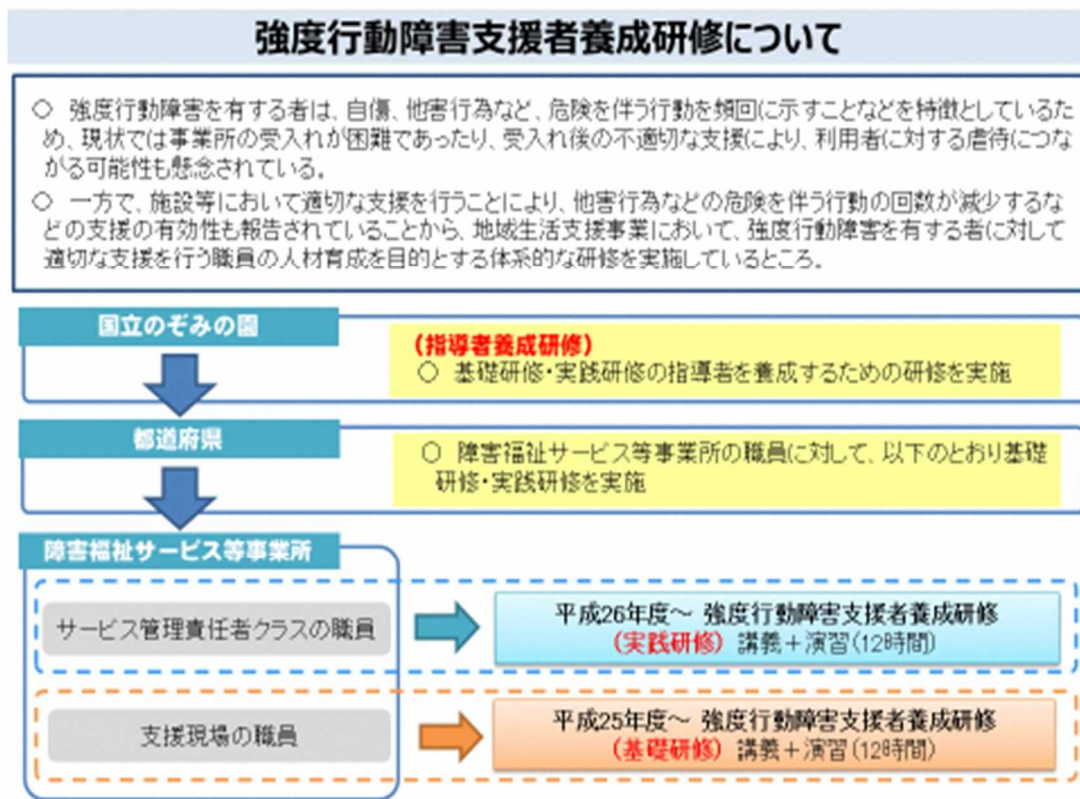 強度行動障害支援者養成研修について
○ 強度行動障害を有する者は、自傷、他害行為など、危険を伴う行動を頻回に示すことなどを特徴としているた
め、現状では事業所の受入れが困難であったり、受入れ後の不適切な支援により、利用者に対する虐待につな
がる可能性も懸念されている。
○ 一方で、施設等において適切な支援を行うことにより、他害行為などの危険を伴う行動の回数が減少するな
どの支援の有効性も報告されていることから、地域生活支援事業において、強度行動障害を有する者に対して
適切な支援を行う職員の人材育成を目的とする体系的な研修を実施しているところ。
国立のぞみの園
(指導者養成研修)
○ 基礎研修・実践研修の指導者を養成するための研修を実施
都道府県
○ 障害福祉サービス等事業所の職員に対して、以下のとおり基礎
研修・実践研修を実施
障害福祉サービス等事業所
サービス管理責任者クラスの職員
平成26年度～ 強度行動障害支援者養成研修
(実践研修) 講義＋演習(12時間)
支援現場の職員
平成25年度～ 強度行動障害支援者養成研修
(基礎研修) 講義＋演習(12時間)